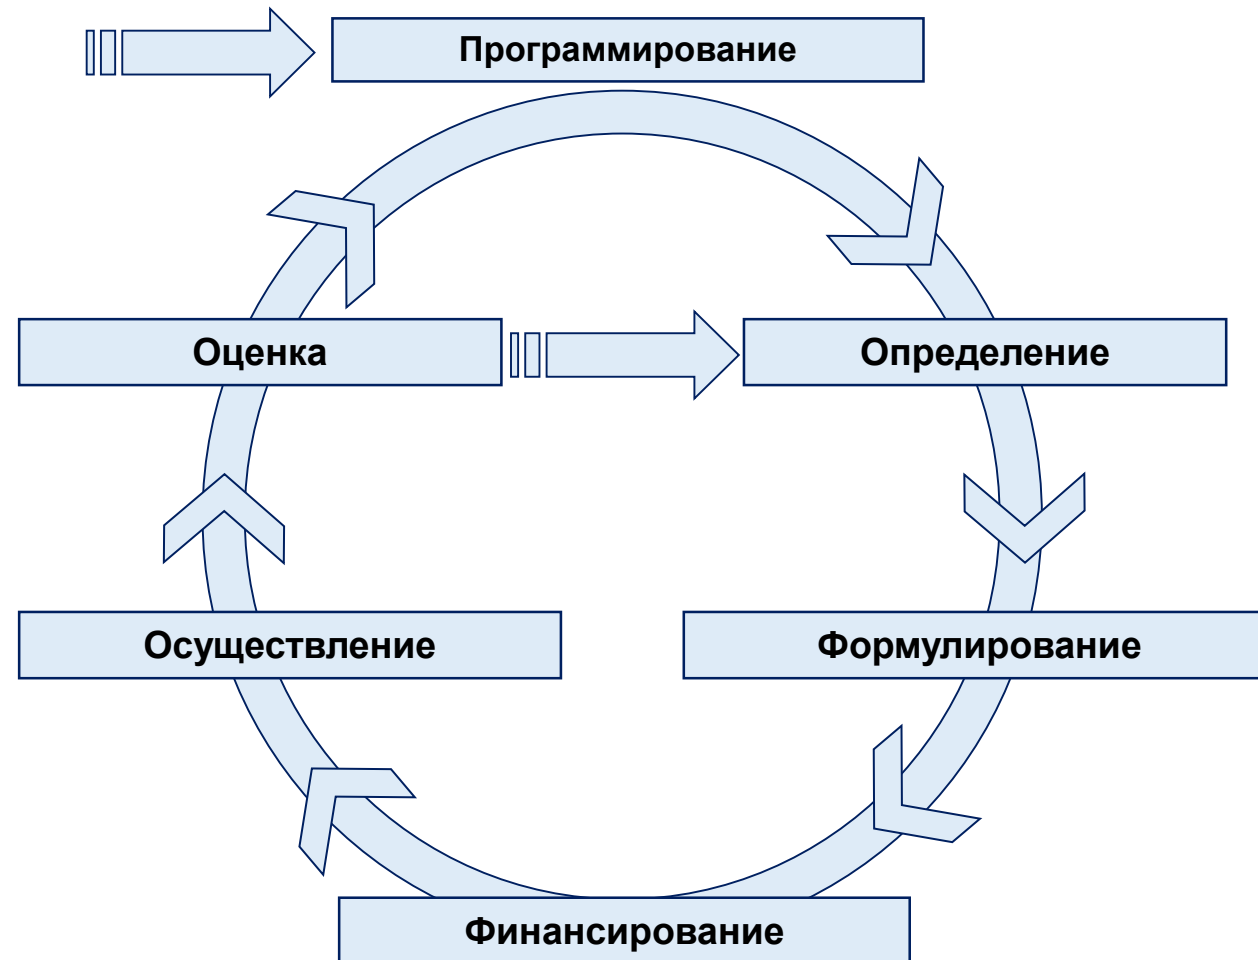 Программирование
Оценка
Определение
Осуществление
Формулирование
Финансирование